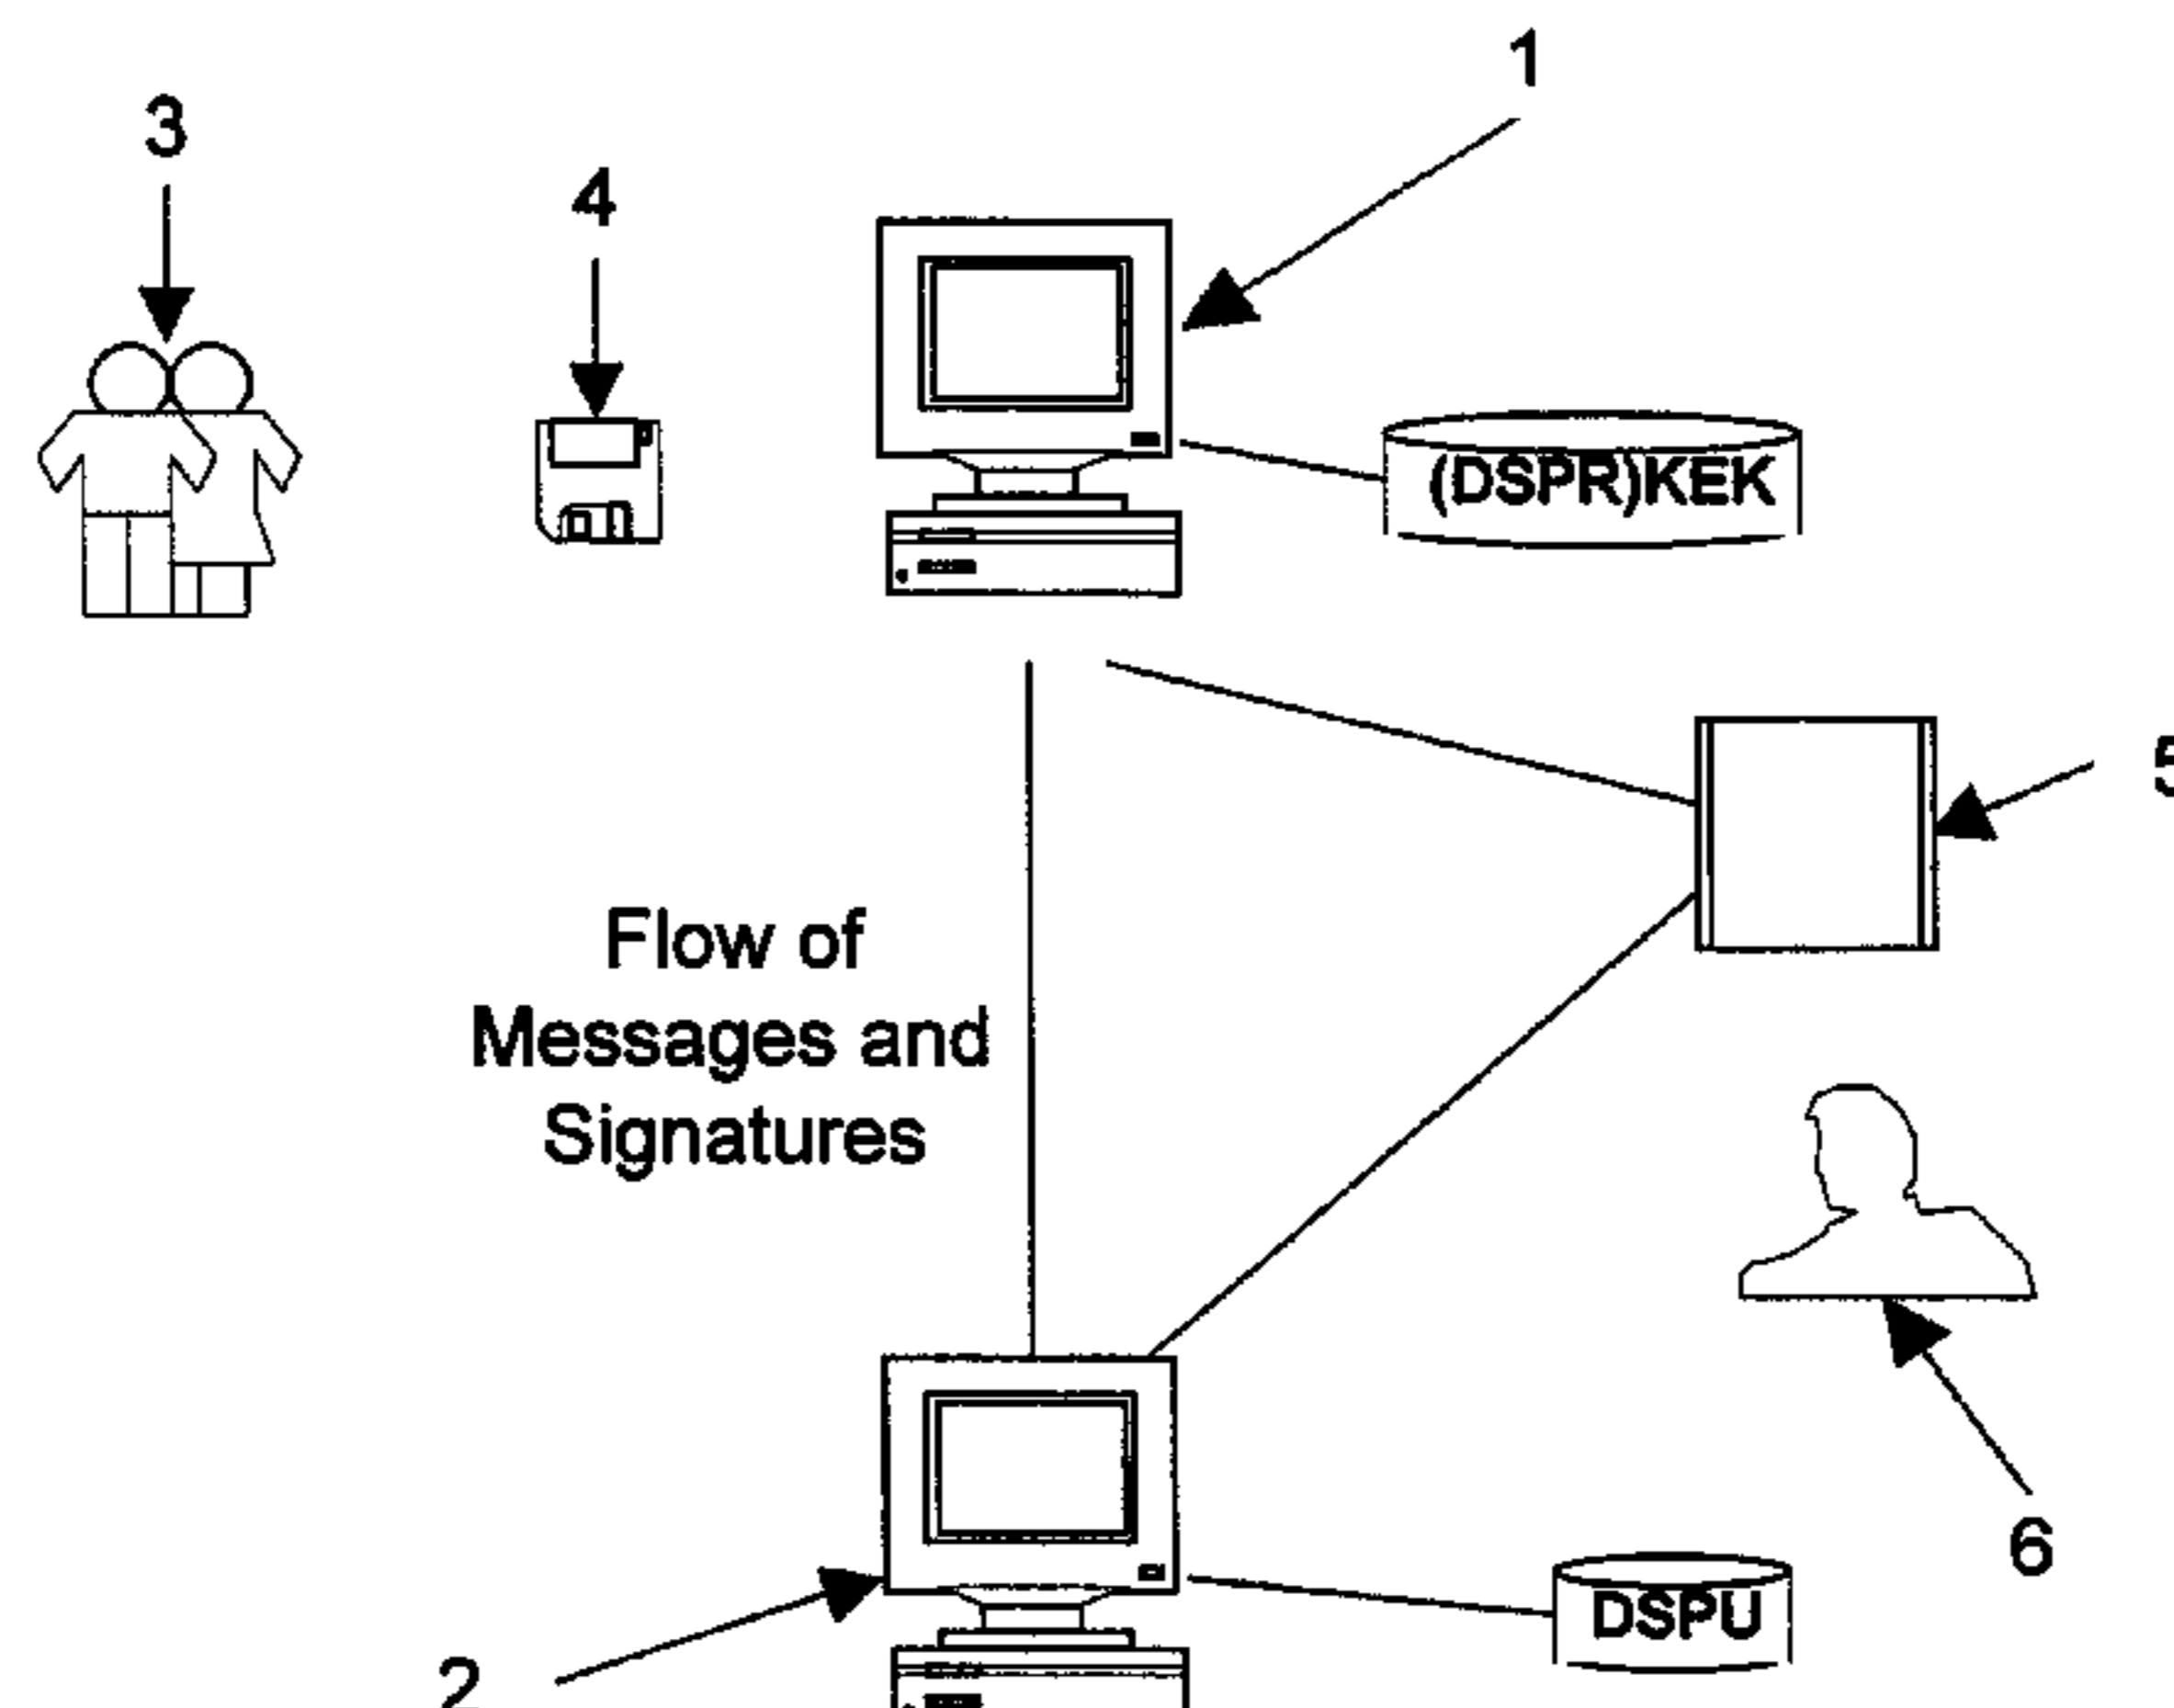 1
3
4
(DSPR)KEK
5
Flow of
Messages and
Signatures
6
DSPU
2